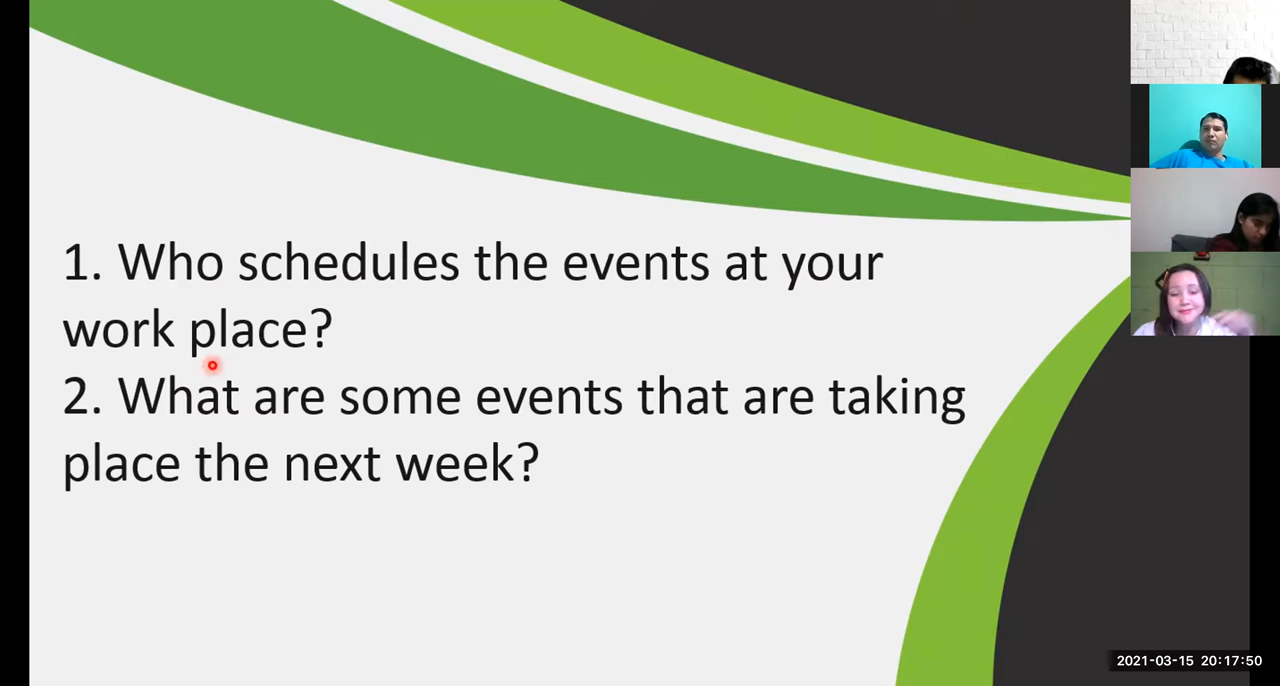 1. Who schedules the events at your
work place?
2. What are some events that are taking
place the next week?
2021-03-15 20:17:50